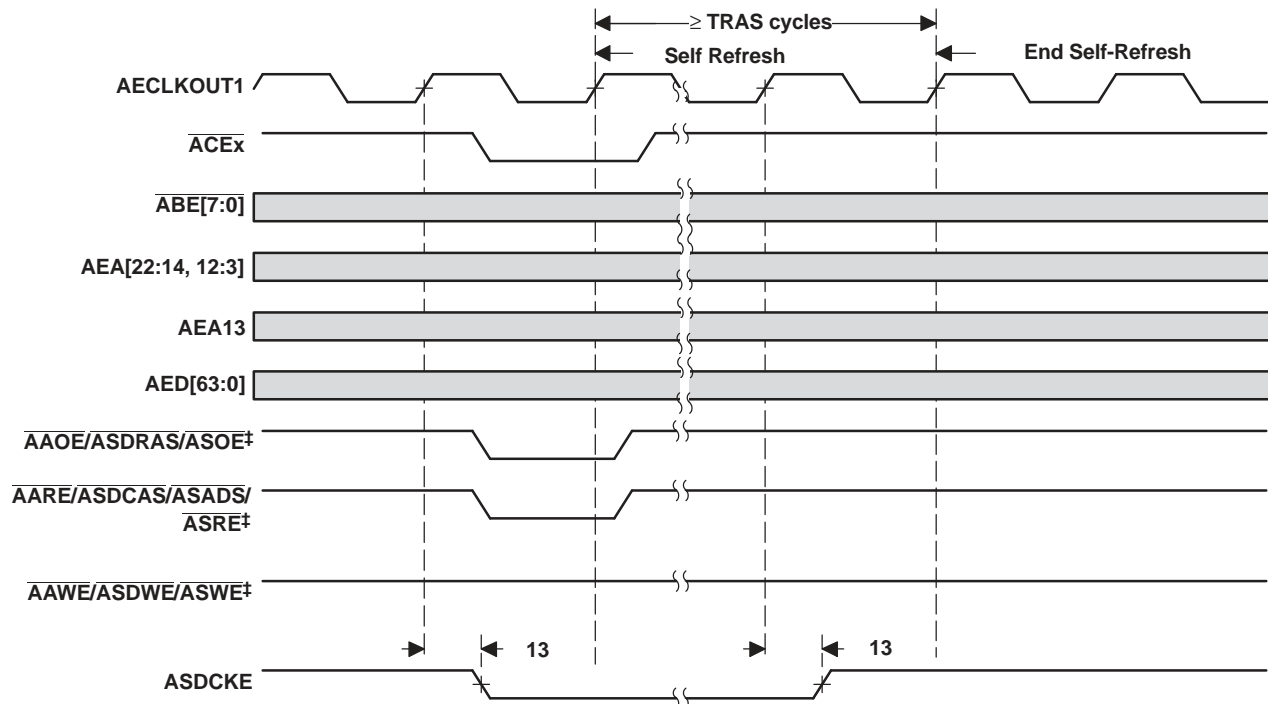 ≥ TRAS cycles
Self Refresh
End Self-Refresh
AECLKOUT1
ACEx
ABE[7:0]
AEA[22:14, 12:3]
AEA13
AED[63:0]
AAOE/ASDRAS/ASOE‡
AARE/ASDCAS/ASADS/
ASRE‡
AAWE/ASDWE/ASWE‡
13
13
ASDCKE